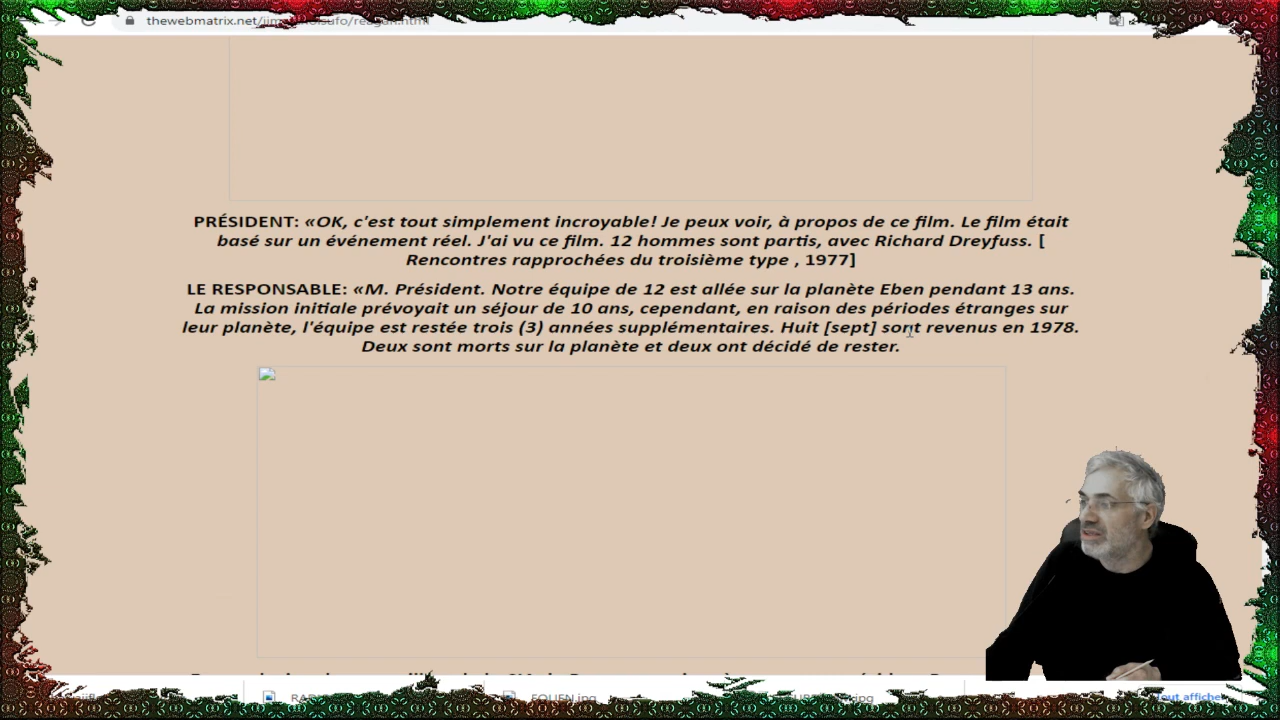 thewebmatrix.net/
PRÉSIDENT: «OK, c'est tout simplement incroyable! Je peux voir, à propos de ce film. Le film était
basé sur un événement réel. J'ai vu ce film. 12 hommes sont partis, avec Richard Dreyfuss. [
Rencontres rapprochées du troisième type , 1977]
LE RESPONSABLE: «M. Président. Notre équipe de 12 est allée sur la planète Eben pendant 13 ans.
La mission initiale prévoyait un séjour de 10 ans, cependant, en raison des périodes étranges sur
leur planète, l'équipe est restée trois (3) années supplémentaires. Huit [sept] sont revenus en 1978.
Deux sont morts sur la planète et deux ont décidé de rester.